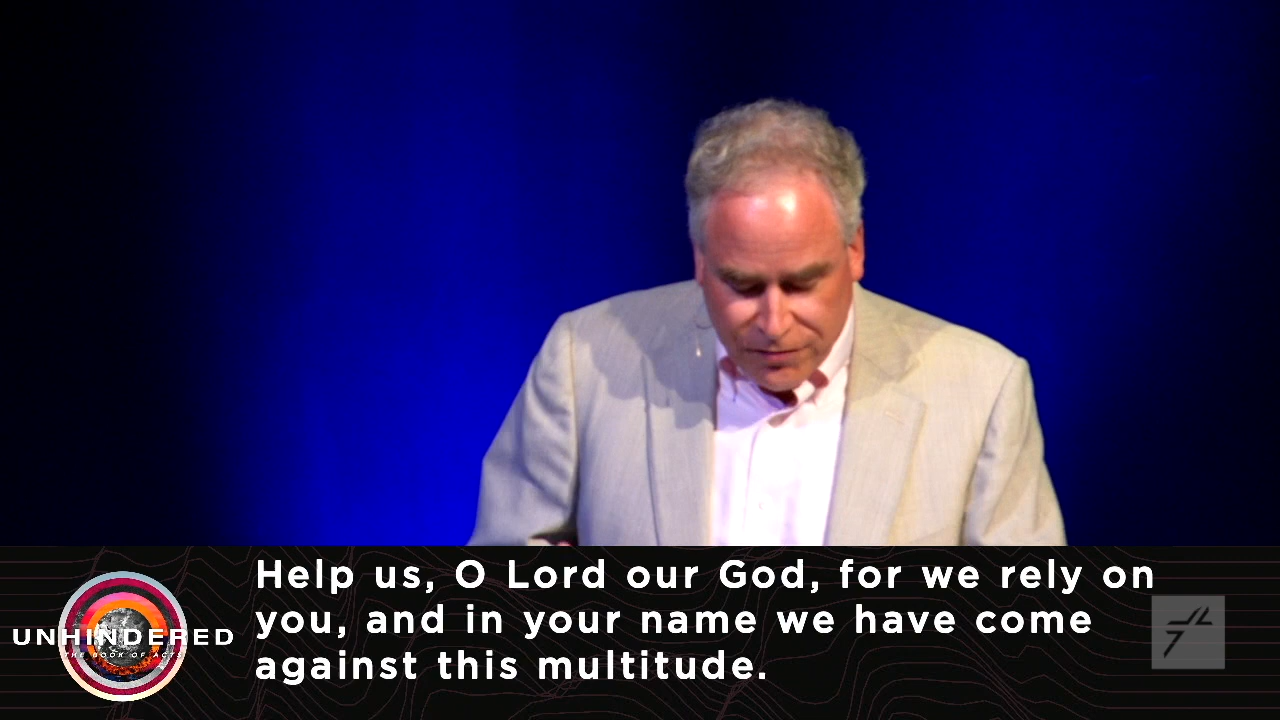 Help us, O Lord our God, for we rely on
you, and in your name we have come
against this multitude.
UNHINDERED
THE BOOK OF ACTS